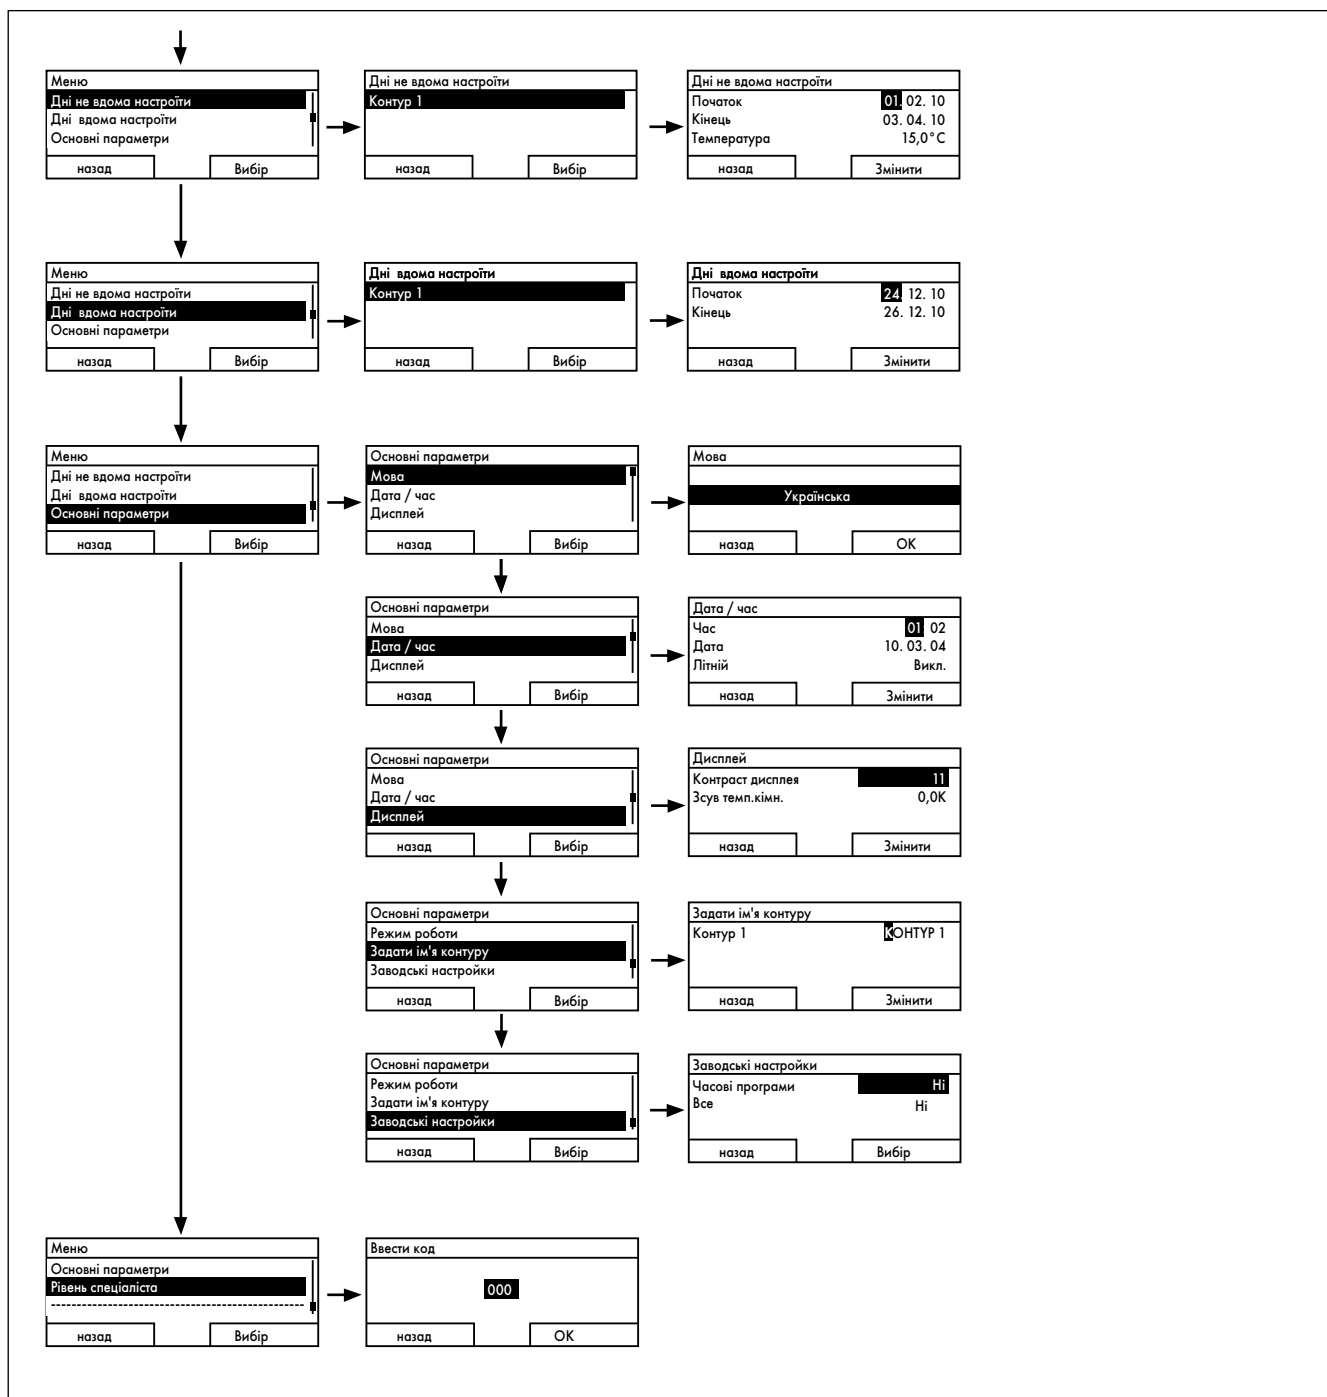 Меню
Дні не вдома настроїти
Дні вдома настроїти
Основні параметри
назад Вибір
Дні не вдома настроїти
Контур 1
назад Вибір
Дні не вдома настроїти
Початок 01. 02. 10
Кінець 03. 04. 10
Температура 15,0°C
назад Змінити
Меню
Дні не вдома настроїти
Дні вдома настроїти
Основні параметри
назад Вибір
Дні вдома настроїти
Контур 1
назад Вибір
Дні вдома настроїти
Початок 24. 12. 10
Кінець 26. 12. 10
назад Змінити
Меню
Дні не вдома настроїти
Дні вдома настроїти
Основні параметри
назад Вибір
Основні параметри
Мова
Дата / час
Дисплей
назад Вибір
Мова
Українська
назад ОК
Основні параметри
Мова
Дата / час
Дисплей
назад Вибір
Дата / час
Час 01. 02
Дата 10. 03. 04
Літній Викл.
назад Змінити
Основні параметри
Мова
Дата / час
Дисплей
назад Вибір
Дисплей
Контраст дисплея 11
Зсув темп.кімн. 0,0K
назад Змінити
Основні параметри
Режим роботи
Задати ім'я контуру
Заводські настройки
назад Вибір
Задати ім'я контуру
Контур 1 КОНТУР 1
назад Змінити
Основні параметри
Режим роботи
Задати ім'я контуру
Заводські настройки
назад Вибір
Заводські настройки
Часові програми Ні
Все Ні
назад Вибір
Меню
Основні параметри
Рівень спеціаліста
------------------------------------------------
назад Вибір
Ввести код
000
назад ОК